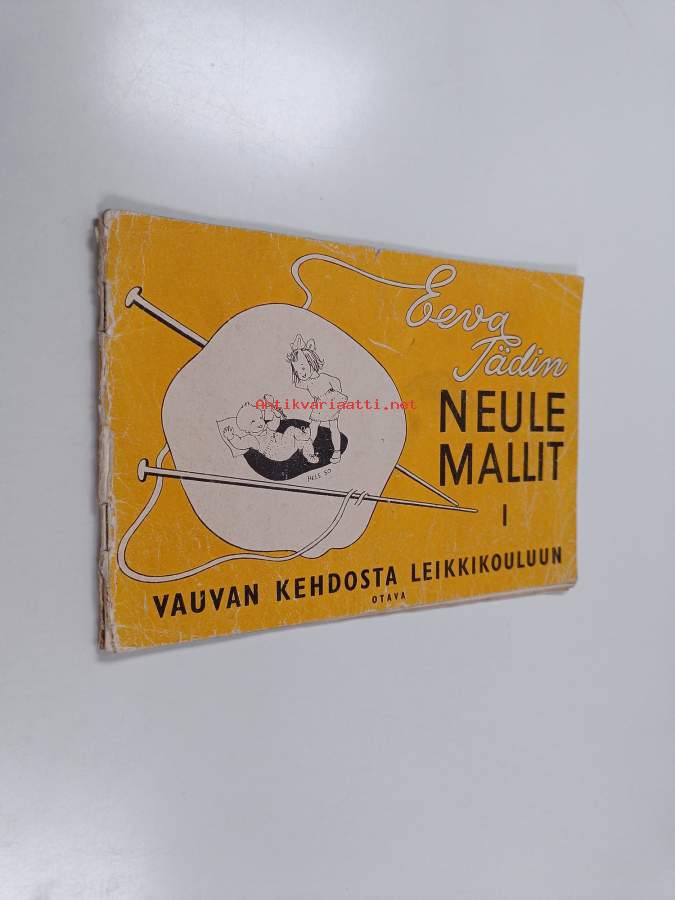 Eeva
Tädin
NEULE
MALLIT
I
VAUVAN KEHDOSTA LEIKKIKOULUUN
OTAVA
Antikvariaatti.net